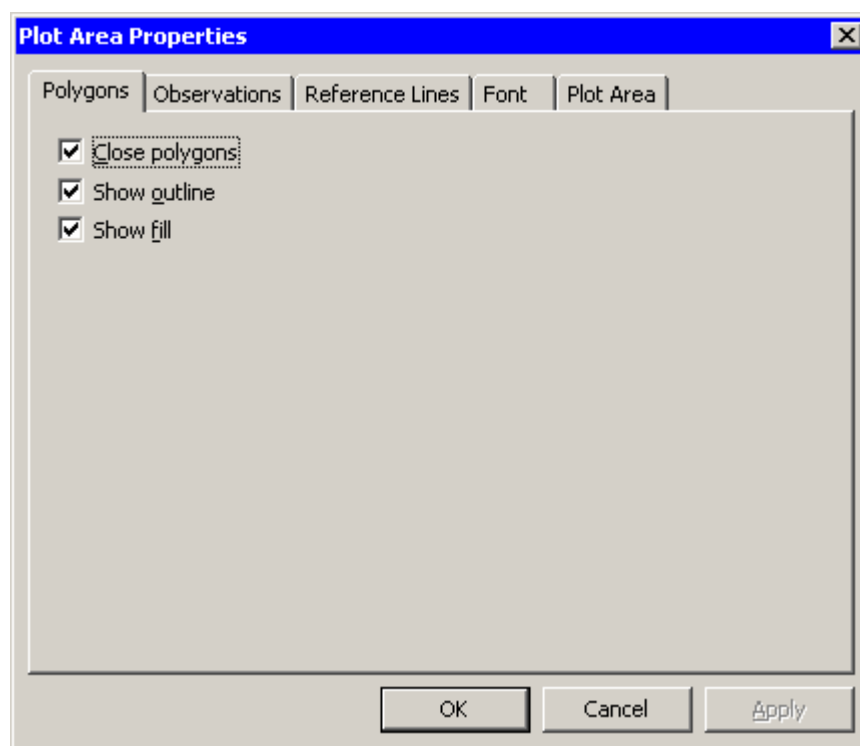 Plot Area Properties
Polygons Observations Reference Lines Font Plot Area
Close polygons
Show outline
Show fill
OK Cancel Apply